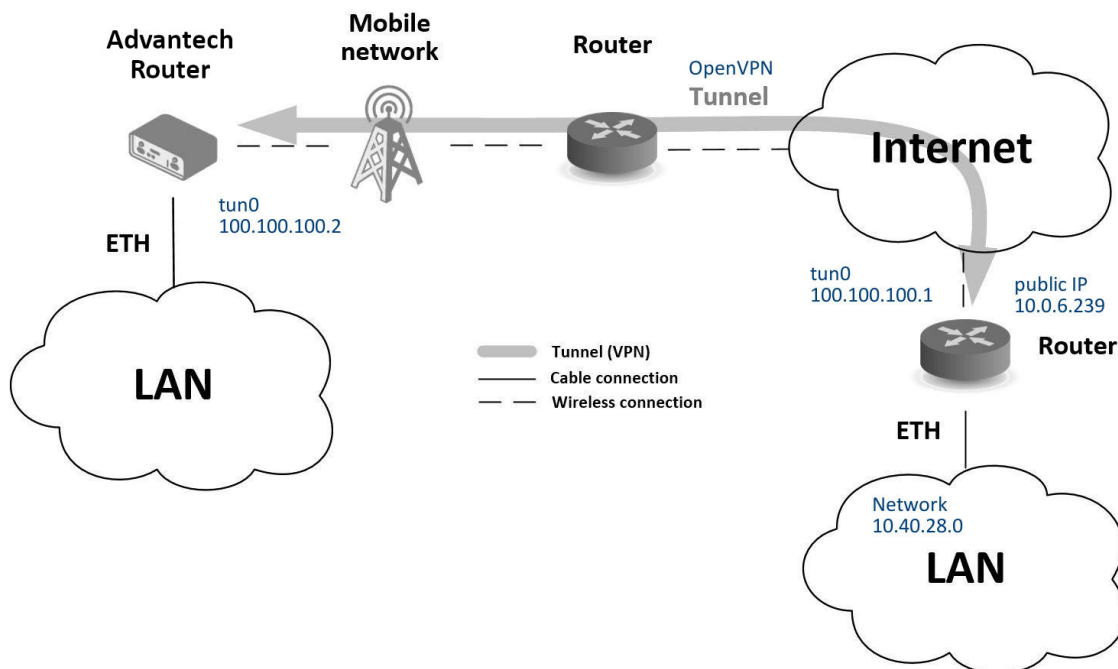 Advantech
Router
Mobile
network
Router
OpenVPN
Tunnel
Internet
tun0
100.100.100.2
ETH
tun0
100.100.100.1
public IP
10.0.6.239
Router
LAN
Tunnel (VPN)
Cable connection
Wireless connection
ETH
Network
10.40.28.0
LAN